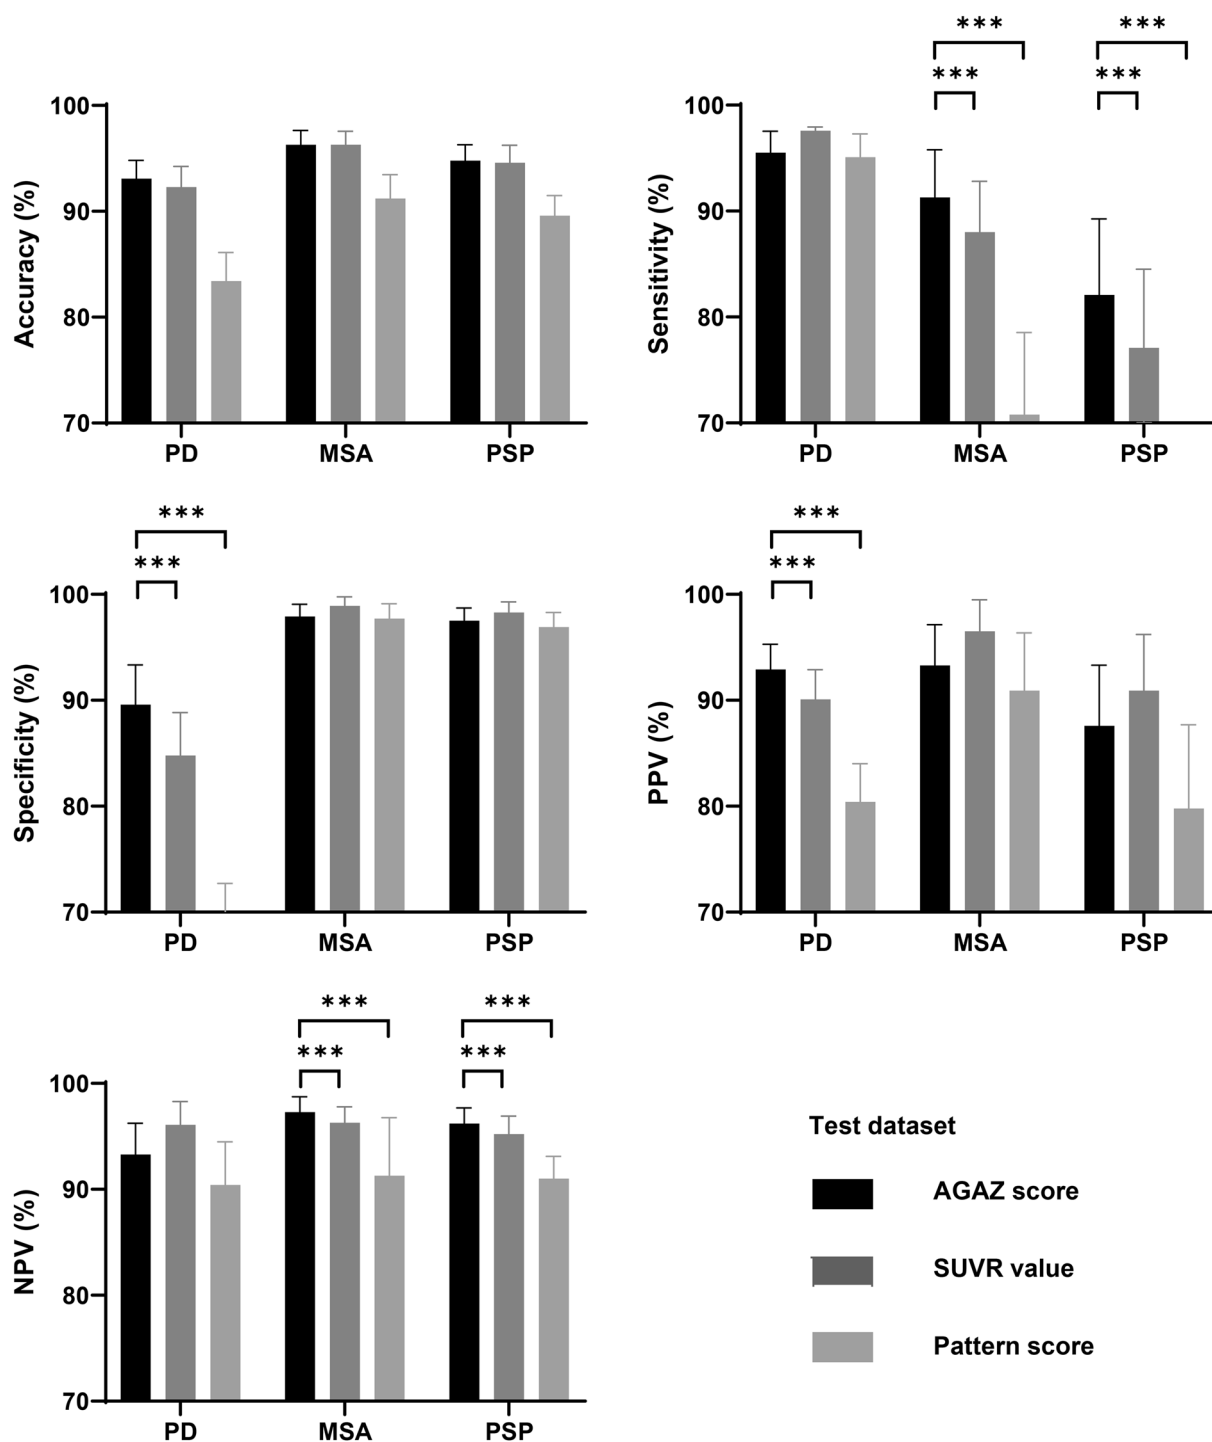 Accuracy (%)
100
90
80
70
PD MSA PSP
Sensitivity (%)
***
***
***
***
100
90
80
70
PD MSA PSP
Specificity (%)
***
***
100
90
80
70
PD MSA PSP
PPV (%)
***
***
100
90
80
70
PD MSA PSP
NPV (%)
***
***
***
***
100
90
80
70
PD MSA PSP
Test dataset
AGAZ score
SUVR value
Pattern score